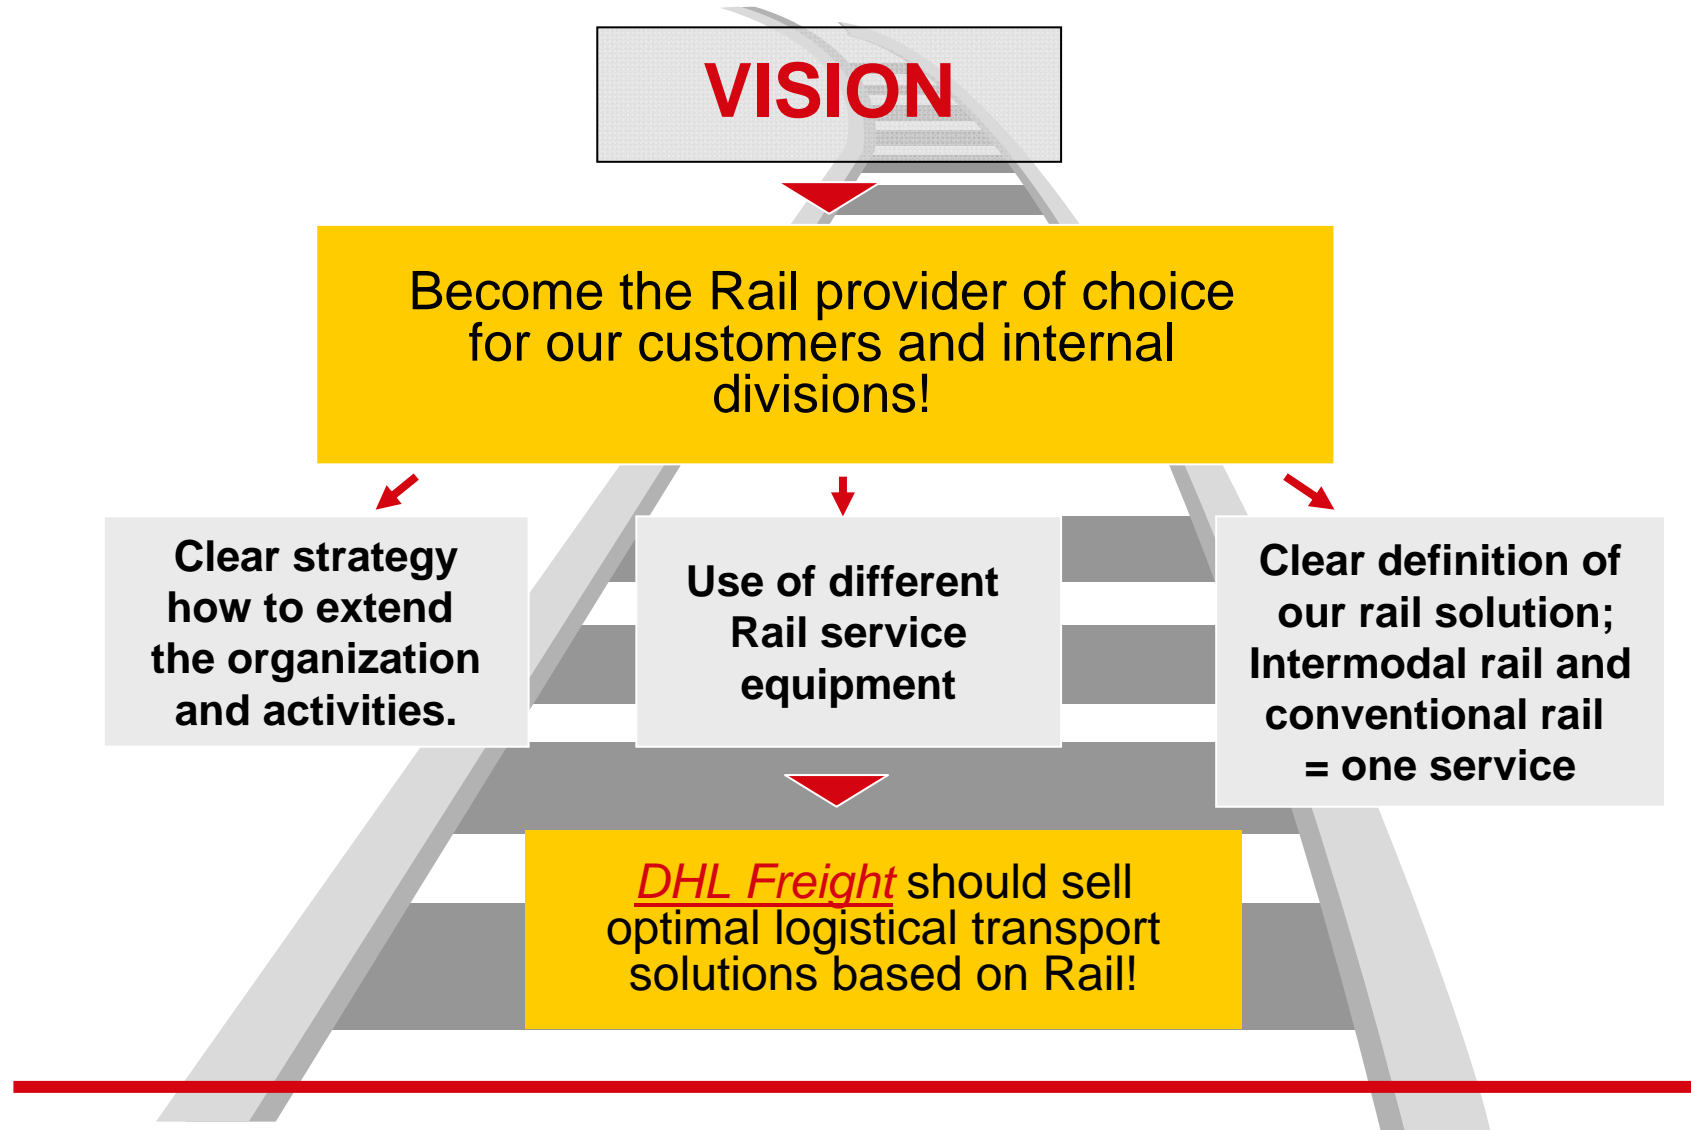 VISION
Become the Rail provider of choice
for our customers and internal
divisions!
Clear strategy
how to extend
the organization
and activities.
Use of different
Rail service
equipment
Clear definition of
our rail solution;
Intermodal rail and
conventional rail
= one service
DHL Freight should sell
optimal logistical transport
solutions based on Rail!